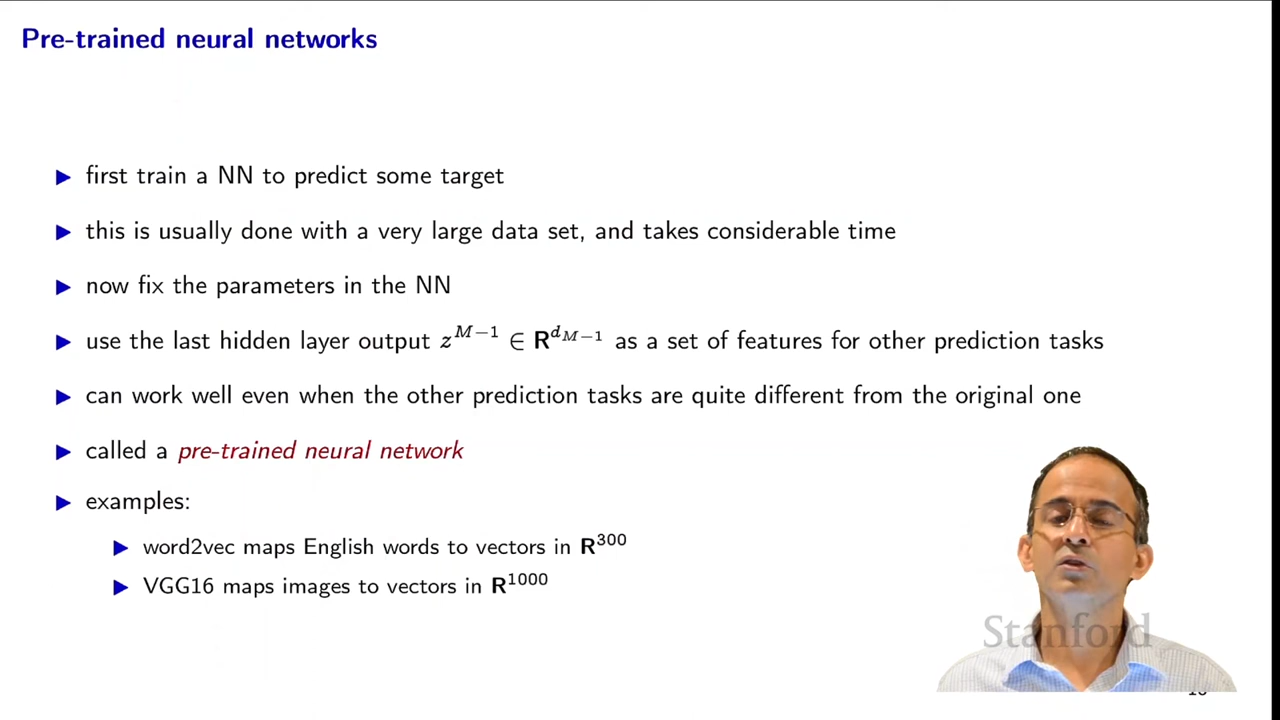 Pre-trained neural networks
▶ first train a NN to predict some target
▶ this is usually done with a very large data set, and takes considerable time
▶ now fix the parameters in the NN
▶ use the last hidden layer output z^{M−1} ∈ R^{d_{M−1}} as a set of features for other prediction tasks
▶ can work well even when the other prediction tasks are quite different from the original one
▶ called a pre-trained neural network
▶ examples:
▶ word2vec maps English words to vectors in R^{300}
▶ VGG16 maps images to vectors in R^{1000}
Stanford